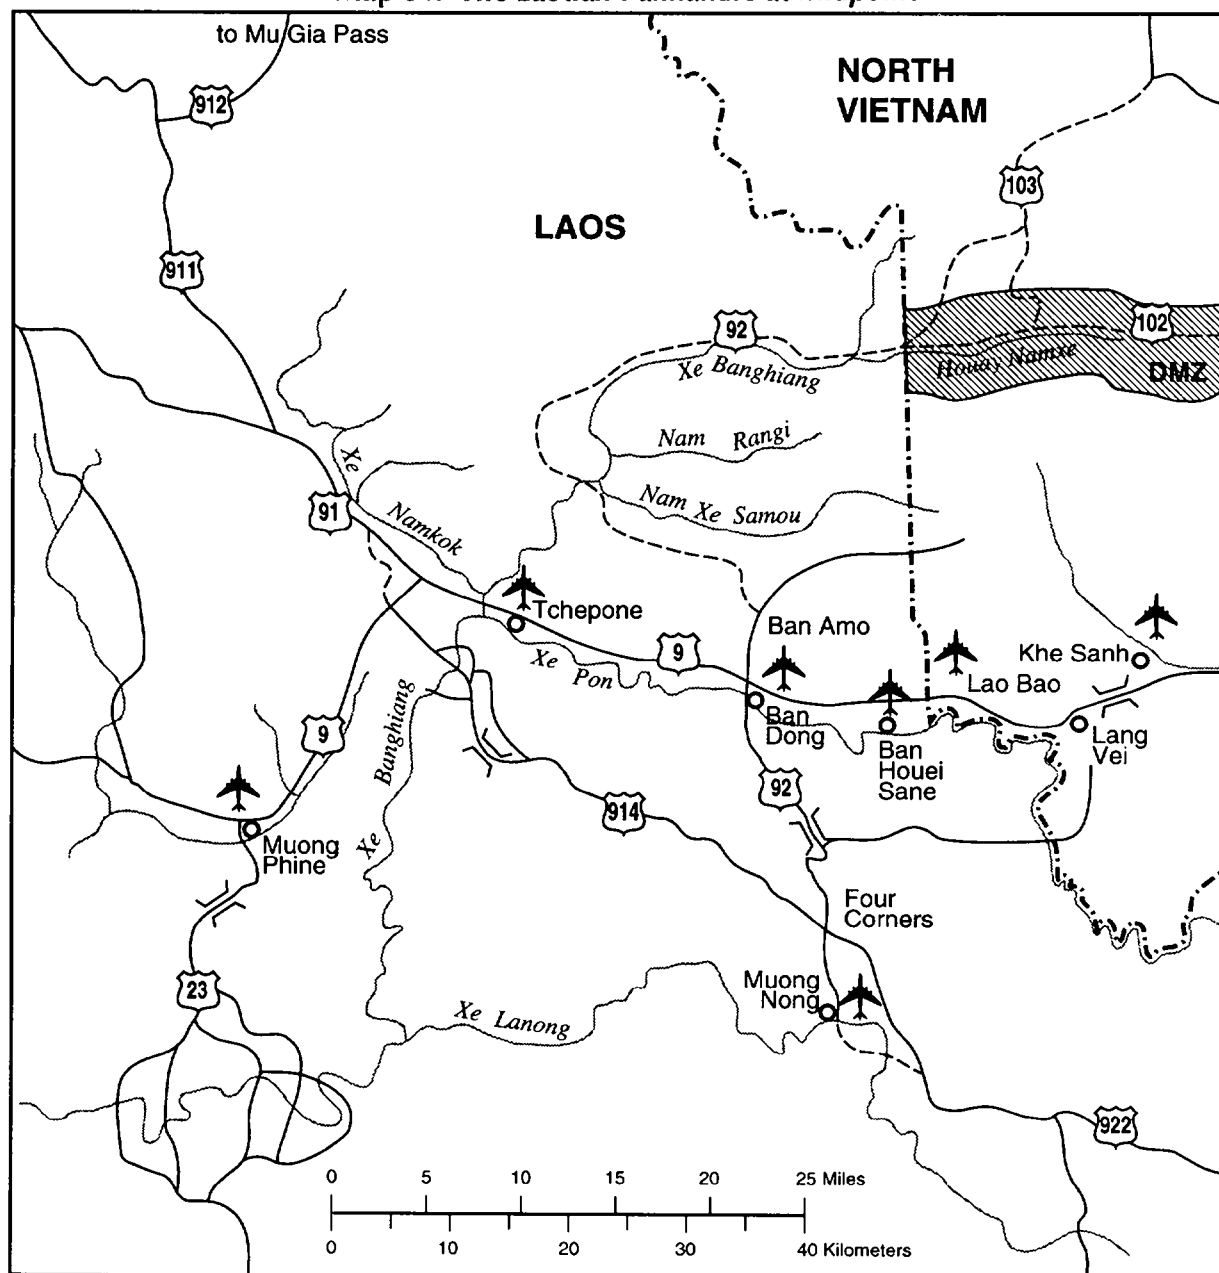 to Mu Gia Pass
NORTH
VIETNAM
912
103
LAOS
911
92
102
Xe Banghiang
Houay Namxe
DMZ
Nam Rangi
Xe
Namkok
91
Nam Xe Samou
Tchepone
Ban Amo
9
Khe Sanh
Xe Pon
Lao Bao
Xe Banghiang
9
Ban
Dong
Lang
Vei
Ban
Houei
Sane
92
914
Muong
Phine
Four
Corners
23
Muong
Nong
Xe Lanong
922
0 5 10 15 20 25 Miles
0 10 20 30 40 Kilometers